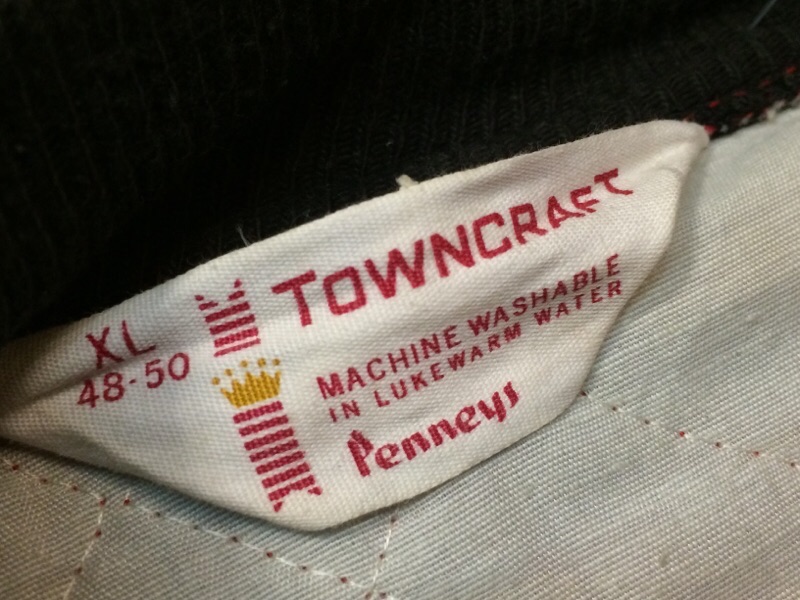 TOWNCRAFT
XL
48-50
MACHINE WASHABLE
IN LUKEWARM WATER
Penneys